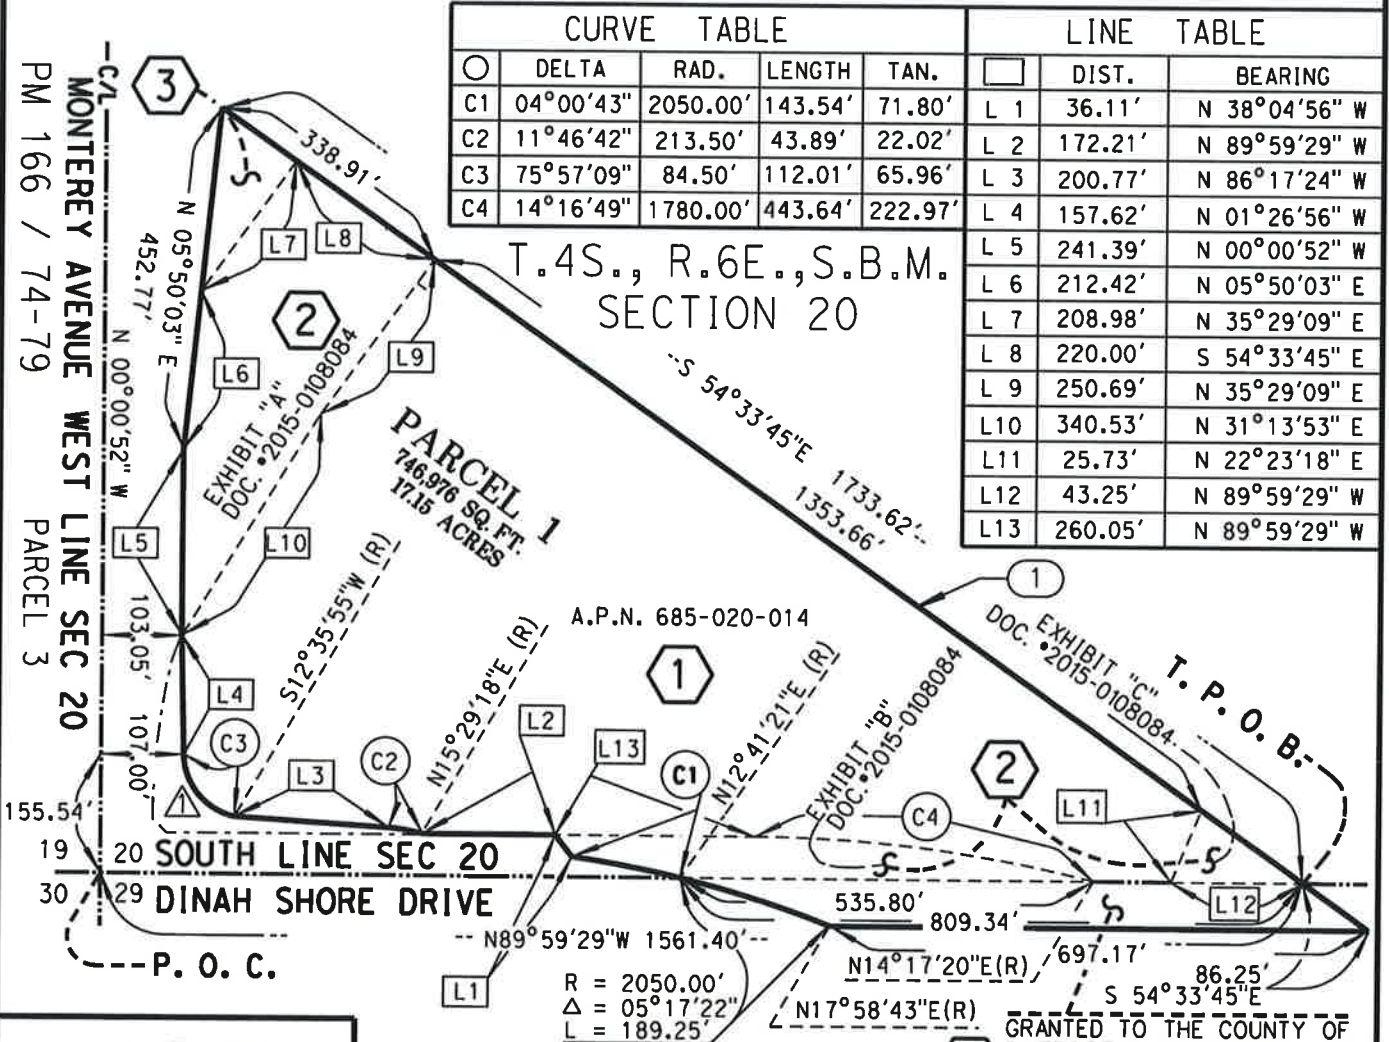 CURVE TABLE
DELTA RAD. LENGTH TAN.
C1 04°00'43" 2050.00' 143.54' 71.80'
C2 11°46'42" 213.50' 43.89' 22.02'
C3 75°57'09" 84.50' 112.01' 65.96'
C4 14°16'49" 1780.00' 443.64' 222.97'
LINE TABLE
DIST. BEARING
L 1 36.11' N 38°04'56" W
L 2 172.21' N 89°59'29" W
L 3 200.77' N 86°17'24" W
L 4 157.62' N 01°26'56" W
L 5 241.39' N 00°00'52" W
L 6 212.42' N 05°50'03" E
L 7 208.98' N 35°29'09" E
L 8 220.00' S 54°33'45" E
L 9 250.69' N 35°29'09" E
L10 340.53' N 31°13'53" E
L11 25.73' N 22°23'18" E
L12 43.25' N 89°59'29" W
L13 260.05' N 89°59'29" W
T.4S., R.6E.,S.B.M.
SECTION 20
C/L
MONTEREY AVENUE WEST LINE SEC 20
PM 166 / 74-79 PARCEL 3
N 00°00'52" W
3
338.91'
S
N 05°50'03" E
452.77'
L7
L8
2
L6
L9
EXHIBIT "A"
DOC. •2015-0108084
PARCEL 1
746,976 SQ. FT.
17.15 ACRES
--S 54°33'45"E 1733.62'--
1353.66'
L5
L10
1
S12°35'55"W (R)
A.P.N. 685-020-014
103.05'
N15°29'18"E (R)
1
N12°41'21"E (R)
EXHIBIT "B"
DOC.•2015-0108084
EXHIBIT "C"
DOC. •2015-0108084
T. P. O. B.
L4
107.00'
C3
L3
C2
L2
L13
C1
2
C4
L11
155.54'
1
19 20 SOUTH LINE SEC 20
30 29 DINAH SHORE DRIVE
S
S
S
L12
535.80'
809.34'
-- N89°59'29"W 1561.40'--
P. O. C.
L1
697.17'
N14°17'20"E(R)
86.25'
S 54°33'45"E
R = 2050.00'
Δ = 05°17'22"
L = 189.25'
N17°58'43"E(R)
GRANTED TO THE COUNTY OF